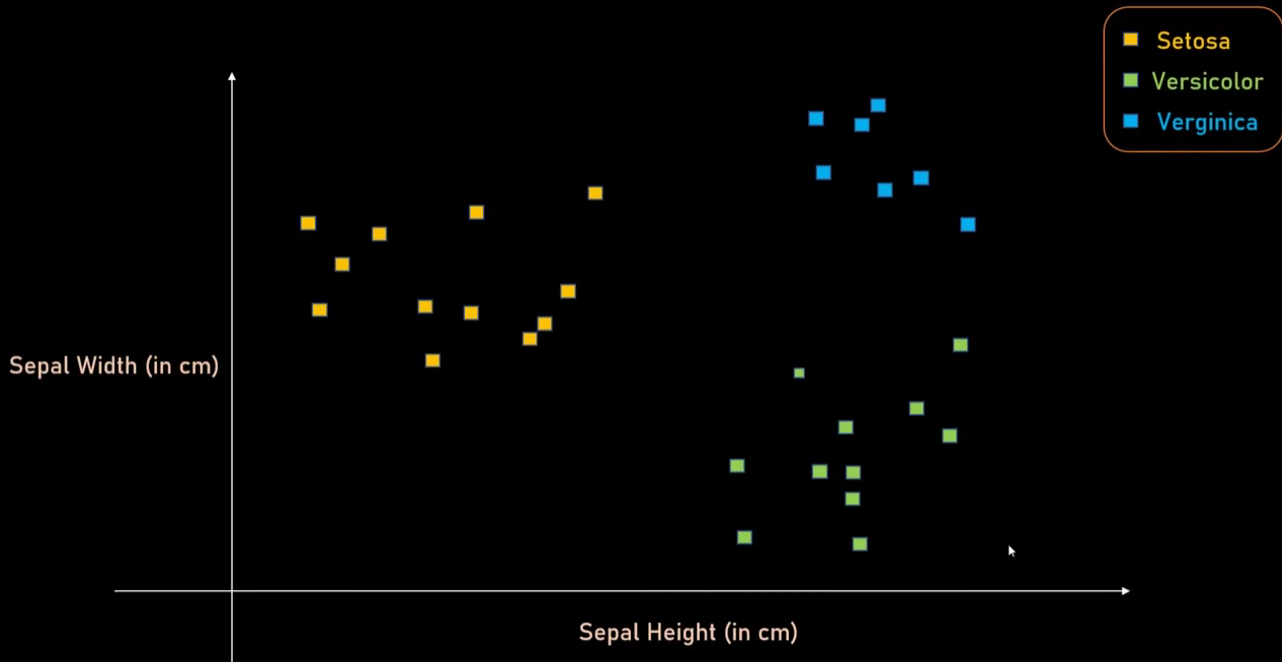 Setosa
Versicolor
Verginica
Sepal Width (in cm)
Sepal Height (in cm)